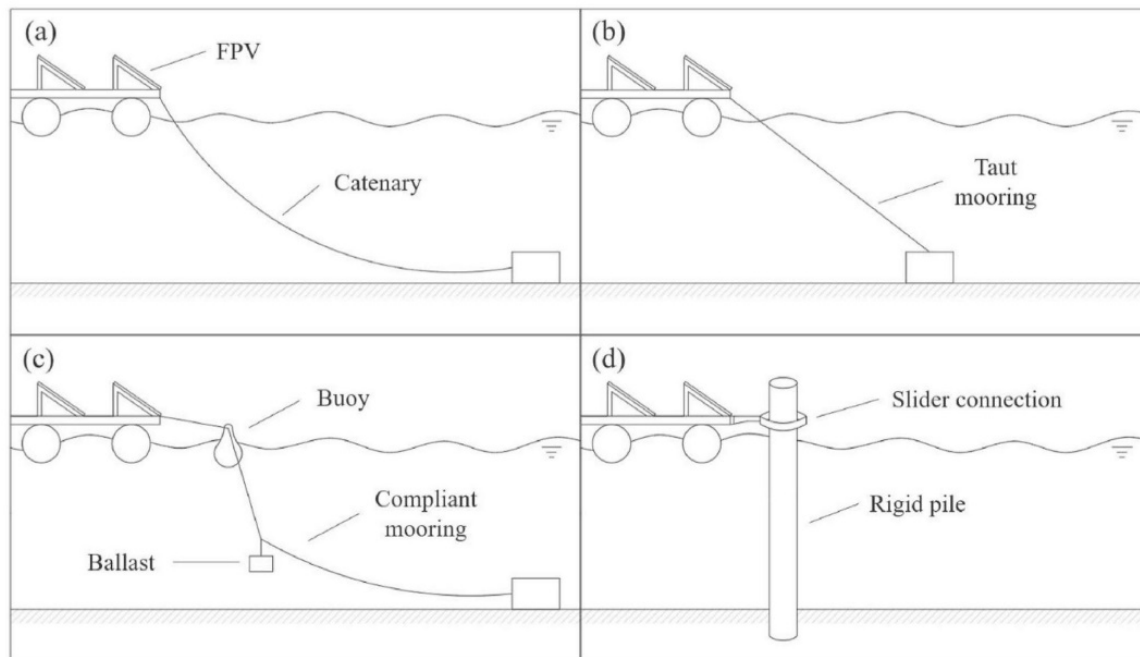 (a)
FPV
Catenary
(b)
Taut
mooring
(c)
Buoy
Compliant
mooring
Ballast
(d)
Slider connection
Rigid pile